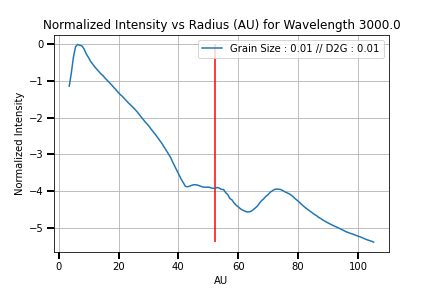 Normalized Intensity vs Radius (AU) for Wavelength 3000.0
Grain Size : 0.01 // D2G : 0.01
Normalized Intensity
0
−1
−2
−3
−4
−5
0 20 40 60 80 100
AU